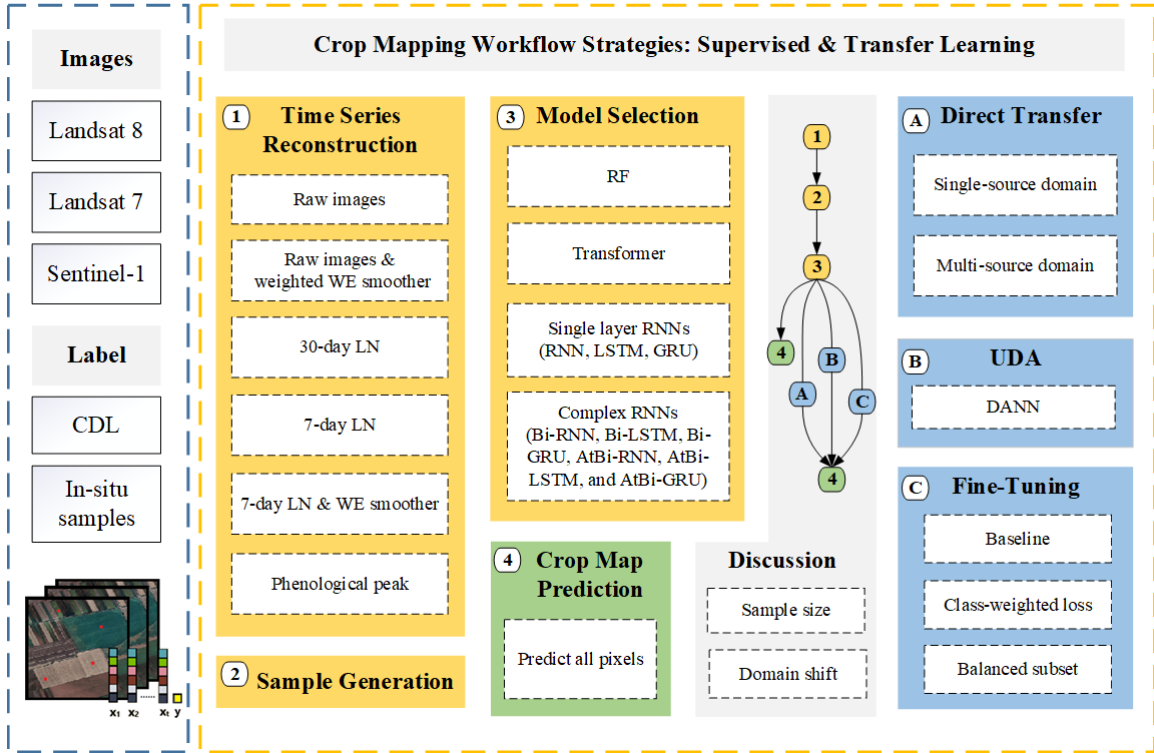 Images
Landsat 8
Landsat 7
Sentinel-1
Label
CDL
In-situ
samples
x1 x2 ...... xt y
Crop Mapping Workflow Strategies: Supervised & Transfer Learning
1 Time Series
Reconstruction
Raw images
Raw images &
weighted WE smoother
30-day LN
7-day LN
7-day LN & WE smoother
Phenological peak
2 Sample Generation
3 Model Selection
RF
Transformer
Single layer RNNs
(RNN, LSTM, GRU)
Complex RNNs
(Bi-RNN, Bi-LSTM, Bi-
GRU, AtBi-RNN, AtBi-
LSTM, and AtBi-GRU)
4 Crop Map
Prediction
Predict all pixels
1
2
3
4
B
A
C
4
Discussion
Sample size
Domain shift
A Direct Transfer
Single-source domain
Multi-source domain
B UDA
DANN
C Fine-Tuning
Baseline
Class-weighted loss
Balanced subset